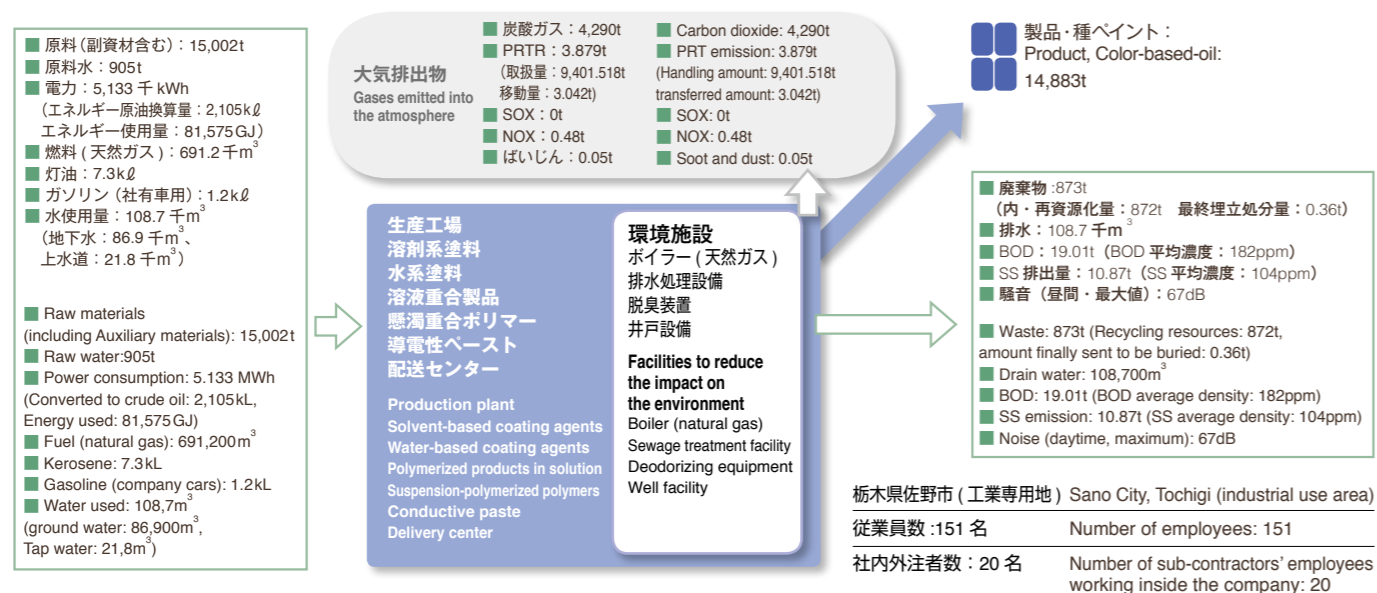 ■ 原料（副資材含む）：15,002t
■ 原料水：905t
■ 電力：5,133 千 kWh
（エネルギー原油換算量：2,105kℓ
エネルギー使用量：81,575GJ）
■ 燃料 ( 天然ガス )：691.2 千m³
■ 灯油：7.3kℓ
■ ガソリン（社有車用）：1.2kℓ
■ 水使用量：108.7 千m³
（地下水：86.9 千m³、
上水道：21.8 千m³）
■ Raw materials
(including Auxiliary materials): 15,002t
■ Raw water:905t
■ Power consumption: 5.133 MWh
(Converted to crude oil: 2,105kL,
Energy used: 81,575GJ)
■ Fuel (natural gas): 691,200m³
■ Kerosene: 7.3kL
■ Gasoline (company cars): 1.2kL
■ Water used: 108,7m³
(ground water: 86,900m³,
Tap water: 21,8m³)
大気排出物
Gases emitted into
the atmosphere
■ 炭酸ガス：4,290t
■ PRTR：3.879t
（取扱量：9,401.518t
移動量：3.042t）
■ SOX：0t
■ NOX：0.48t
■ ばいじん：0.05t
■ Carbon dioxide: 4,290t
■ PRT emission: 3.879t
(Handling amount: 9,401.518t
transferred amount: 3.042t)
■ SOX: 0t
■ NOX: 0.48t
■ Soot and dust: 0.05t
製品・種ペイント：
Product, Color-based-oil:
14,883t
生産工場
溶剤系塗料
水系塗料
溶液重合製品
懸濁重合ポリマー
導電性ペースト
配送センター
Production plant
Solvent-based coating agents
Water-based coating agents
Polymerized products in solution
Suspension-polymerized polymers
Conductive paste
Delivery center
環境施設
ボイラー ( 天然ガス )
排水処理設備
脱臭装置
井戸設備
Facilities to reduce
the impact on
the environment
Boiler (natural gas)
Sewage treatment facility
Deodorizing equipment
Well facility
■ 廃棄物 :873t
（内・再資源化量：872t　最終埋立処分量：0.36t）
■ 排水：108.7 千m³
■ BOD：19.01t（BOD 平均濃度：182ppm）
■ SS 排出量：10.87t（SS 平均濃度：104ppm）
■ 騒音（昼間・最大値）：67dB
■ Waste: 873t (Recycling resources: 872t,
amount finally sent to be buried: 0.36t)
■ Drain water: 108,700m³
■ BOD: 19.01t (BOD average density: 182ppm)
■ SS emission: 10.87t (SS average density: 104ppm)
■ Noise (daytime, maximum): 67dB
栃木県佐野市 ( 工業専用地 ) Sano City, Tochigi (industrial use area)
従業員数 :151 名 Number of employees: 151
社内外注者数：20 名 Number of sub-contractors' employees
working inside the company: 20